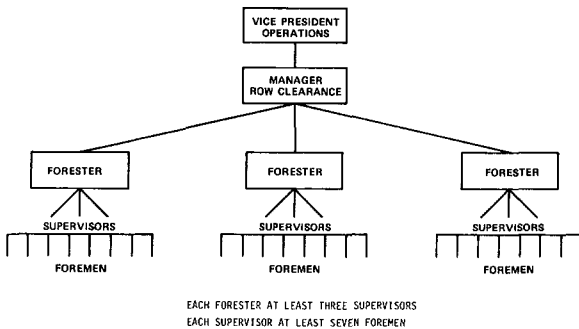 VICE PRESIDENT
OPERATIONS
MANAGER
ROW CLEARANCE
FORESTER
FORESTER
FORESTER
SUPERVISORS
SUPERVISORS
SUPERVISORS
FOREMEN
FOREMEN
FOREMEN
EACH FORESTER AT LEAST THREE SUPERVISORS
EACH SUPERVISOR AT LEAST SEVEN FOREMEN